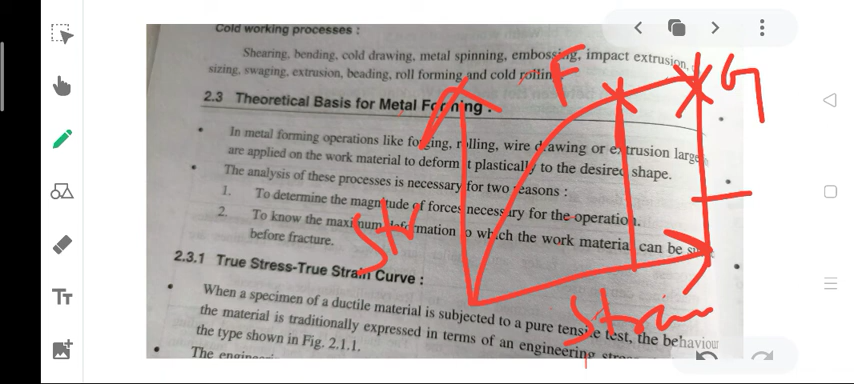 Cold working processes :
Shearing, bending, cold drawing, metal spinning, embossing, impact extrusion,
sizing, swaging, extrusion, beading, roll forming and cold rolling
F
G
2.3 Theoretical Basis for Metal Forming :
In metal forming operations like forging, rolling, wire drawing or extrusion large
are applied on the work material to deform it plastically to the desired shape.
The analysis of these processes is necessary for two reasons :
1. To determine the magnitude of forces necessary for the operation.
2. To know the maximum deformation to which the work material can be
before fracture.
Str
2.3.1 True Stress-True Strain Curve :
Strain
When a specimen of a ductile material is subjected to a pure tensile test, the behaviour
the material is traditionally expressed in terms of an engineering
the type shown in Fig. 2.1.1.
The
Tt